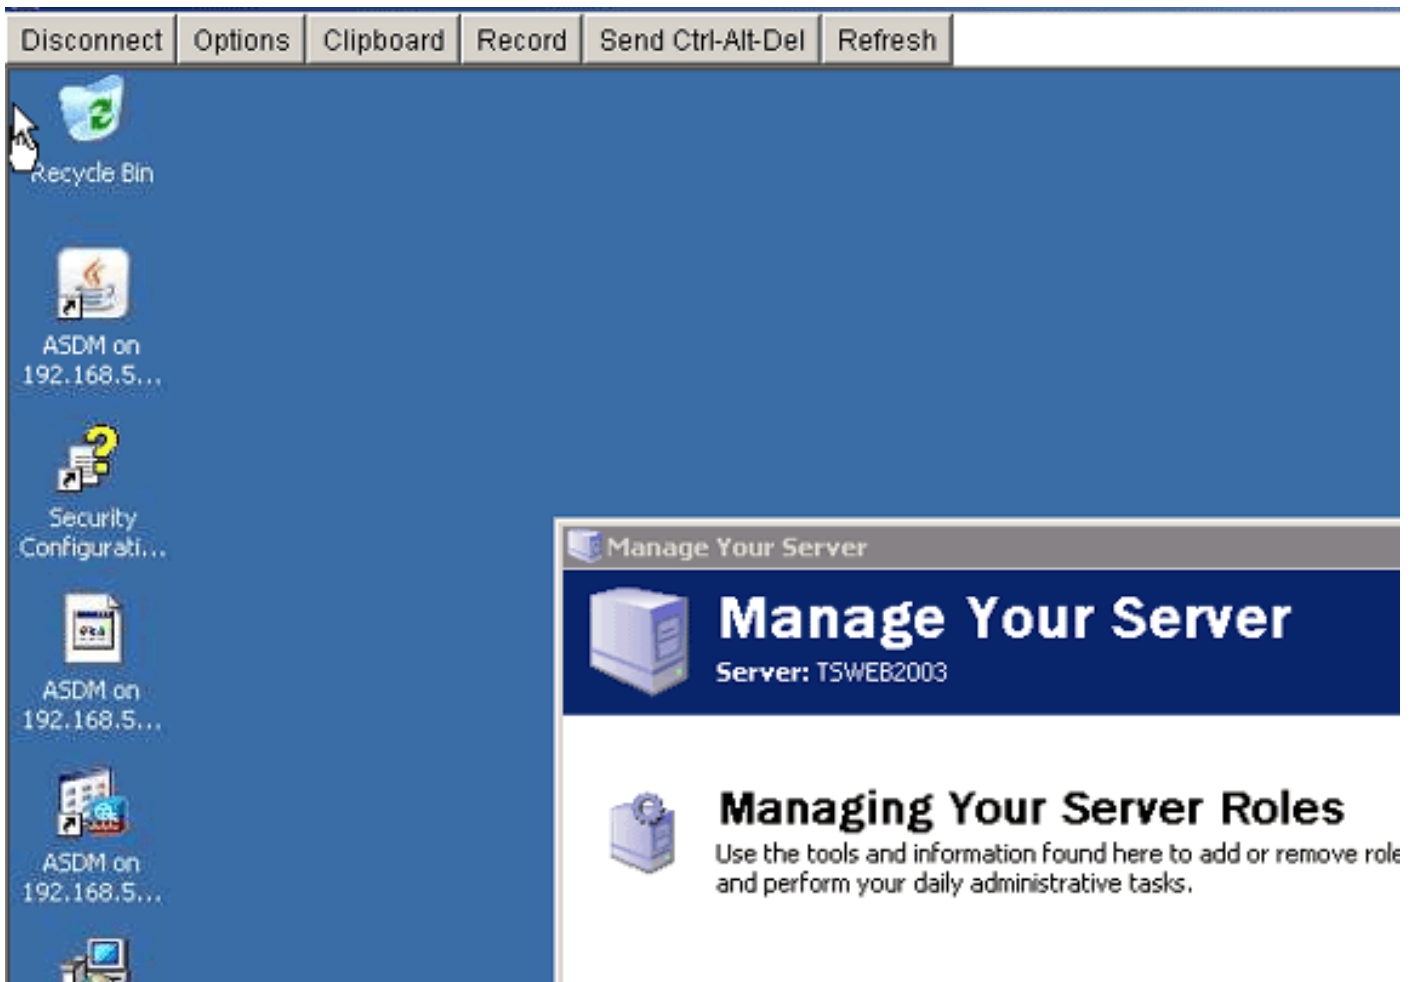 Disconnect Options Clipboard Record Send Ctrl-Alt-Del Refresh
Recycle Bin
ASDM on
192.168.5...
Security
Configurati...
ASDM on
192.168.5...
ASDM on
192.168.5...
Manage Your Server
Manage Your Server
Server: TSWEB2003
Managing Your Server Roles
Use the tools and information found here to add or remove role
and perform your daily administrative tasks.